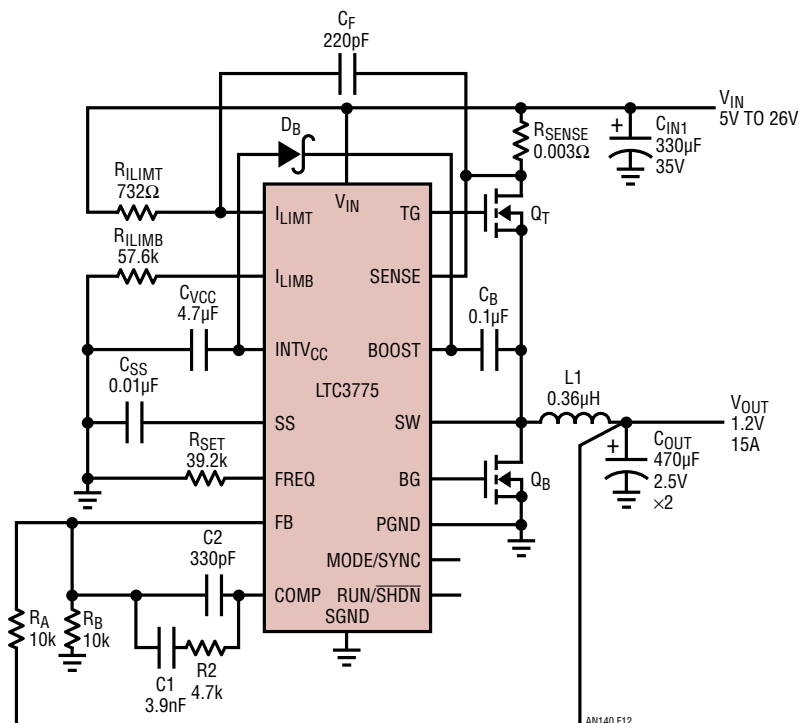 CF
220pF
VIN
5V TO 26V
DB
RSENSE
0.003Ω
CIN1
330µF
35V
+
RILIMT
732Ω
VIN
ILIMT
TG
QT
RILIMB
57.6k
ILIMB
SENSE
CVCC
4.7µF
CB
0.1µF
INTVCC
BOOST
CSS
0.01µF
LTC3775
L1
0.36µH
SS
SW
VOUT
1.2V
15A
RSET
39.2k
+
COUT
470µF
2.5V
×2
FREQ
BG
QB
FB
PGND
C2
330pF
MODE/SYNC
COMP
RUN/SHDN
SGND
RA
10k
RB
10k
C1
3.9nF
R2
4.7k
AN140 F12